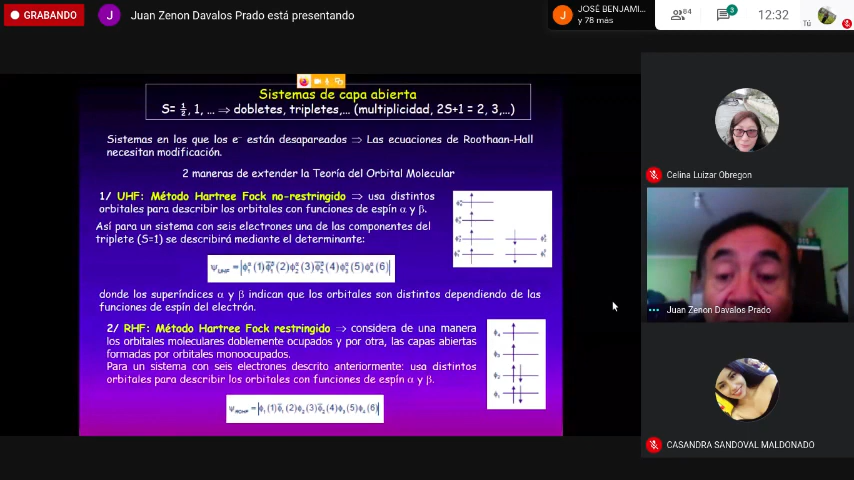 GRABANDO
J
Juan Zenon Davalos Prado está presentando
J
JOSÉ BENJAMI...
y 78 más
84
3
12:32
Tú
Sistemas de capa abierta
S= ½, 1, ... ⇒ dobletes, tripletes,... (multiplicidad, 2S+1 = 2, 3,...)
Sistemas en los que los e⁻ están desapareados ⇒ Las ecuaciones de Roothaan-Hall
necesitan modificación.
2 maneras de extender la Teoría del Orbital Molecular
1/ UHF: Método Hartree Fock no-restringido ⇒ usa distintos
orbitales para describir los orbitales con funciones de espín α y β.
Así para un sistema con seis electrones una de las componentes del
triplete (S=1) se describirá mediante el determinante:
donde los superíndices α y β indican que los orbitales son distintos dependiendo de las
funciones de espín del electrón.
2/ RHF: Método Hartree Fock restringido ⇒ considera de una manera
los orbitales moleculares doblemente ocupados y por otra, las capas abiertas
formadas por orbitales monoocupados.
Para un sistema con seis electrones descrito anteriormente: usa distintos
orbitales para describir los orbitales con funciones de espín α y β.
Celina Luizar Obregon
Juan Zenon Davalos Prado
CASANDRA SANDOVAL MALDONADO